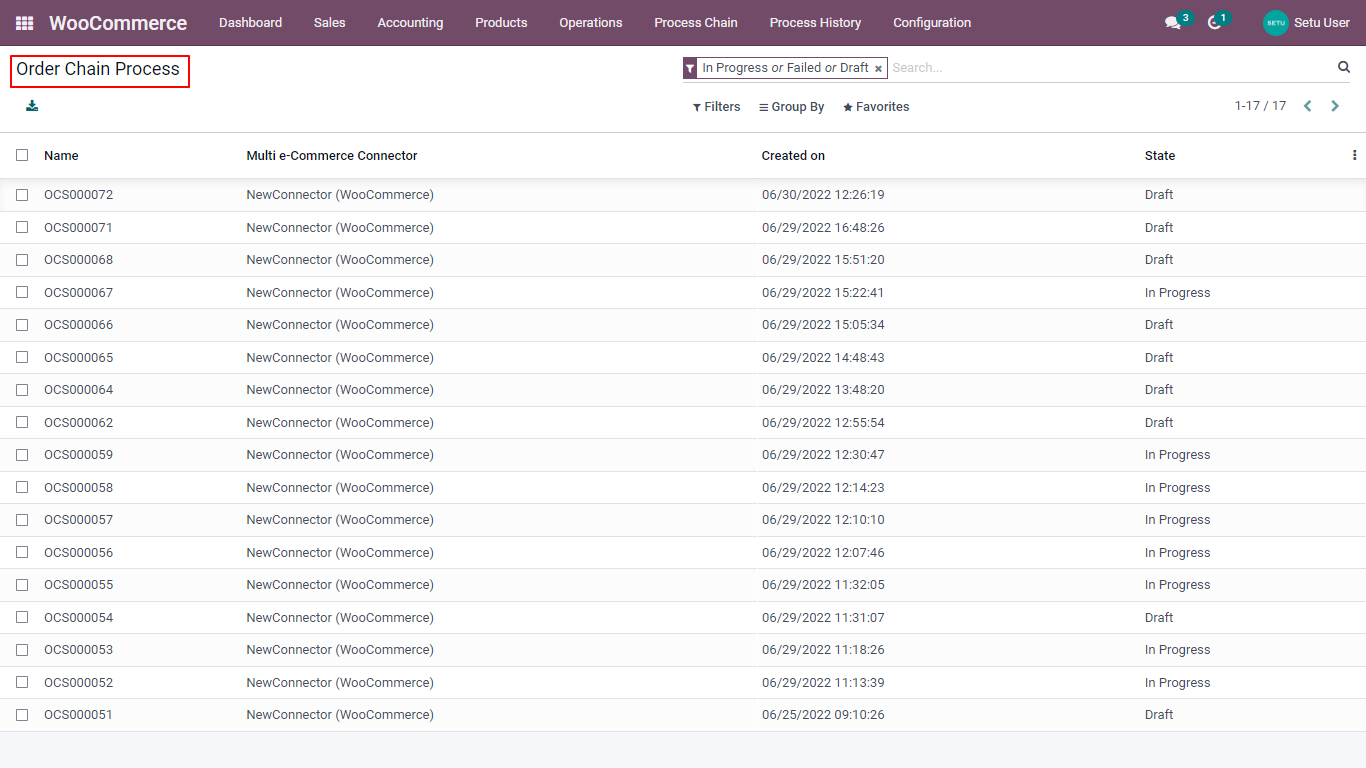 WooCommerce Dashboard Sales Accounting Products Operations Process Chain Process History Configuration 3 1 SETU Setu User
Order Chain Process In Progress or Failed or Draft × Search...
Filters Group By Favorites 1-17 / 17
Name Multi e-Commerce Connector Created on State
OCS000072 NewConnector (WooCommerce) 06/30/2022 12:26:19 Draft
OCS000071 NewConnector (WooCommerce) 06/29/2022 16:48:26 Draft
OCS000068 NewConnector (WooCommerce) 06/29/2022 15:51:20 Draft
OCS000067 NewConnector (WooCommerce) 06/29/2022 15:22:41 In Progress
OCS000066 NewConnector (WooCommerce) 06/29/2022 15:05:34 Draft
OCS000065 NewConnector (WooCommerce) 06/29/2022 14:48:43 Draft
OCS000064 NewConnector (WooCommerce) 06/29/2022 13:48:20 Draft
OCS000062 NewConnector (WooCommerce) 06/29/2022 12:55:54 Draft
OCS000059 NewConnector (WooCommerce) 06/29/2022 12:30:47 In Progress
OCS000058 NewConnector (WooCommerce) 06/29/2022 12:14:23 In Progress
OCS000057 NewConnector (WooCommerce) 06/29/2022 12:10:10 In Progress
OCS000056 NewConnector (WooCommerce) 06/29/2022 12:07:46 In Progress
OCS000055 NewConnector (WooCommerce) 06/29/2022 11:32:05 In Progress
OCS000054 NewConnector (WooCommerce) 06/29/2022 11:31:07 Draft
OCS000053 NewConnector (WooCommerce) 06/29/2022 11:18:26 In Progress
OCS000052 NewConnector (WooCommerce) 06/29/2022 11:13:39 In Progress
OCS000051 NewConnector (WooCommerce) 06/25/2022 09:10:26 Draft